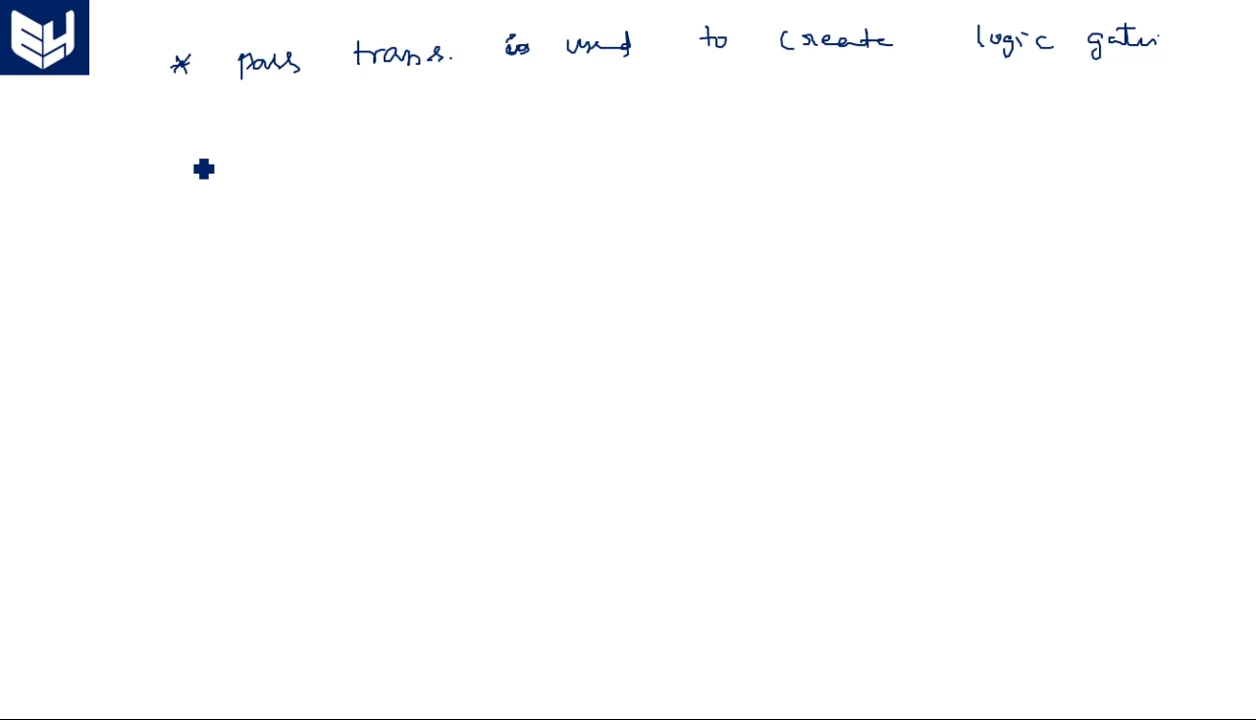 * pass trans. is used to create logic gates